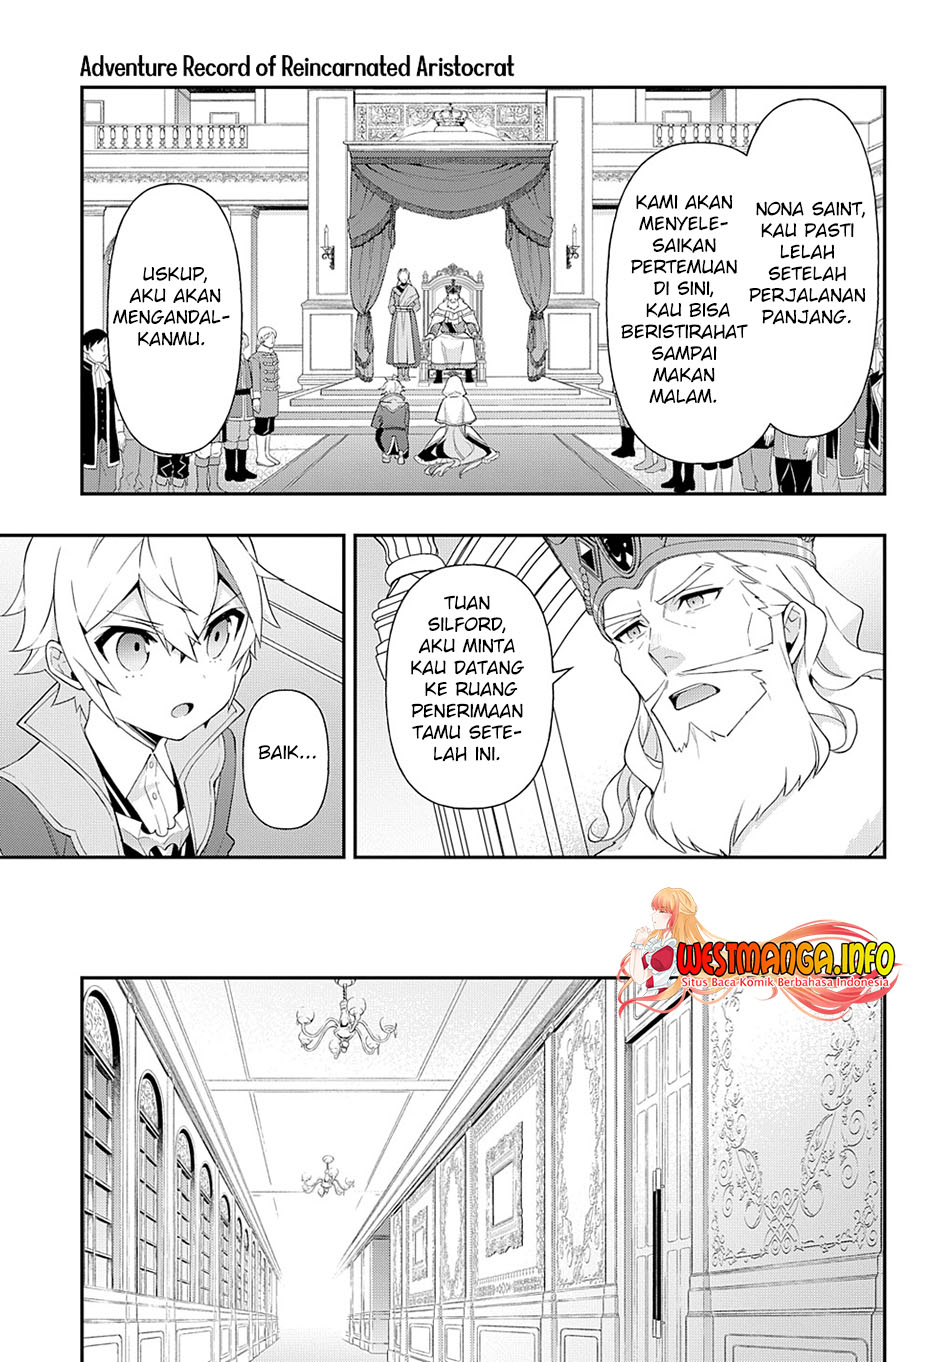 Adventure Record of Reincarnated Aristocrat
NONA SAINT,
KAU PASTI
LELAH
SETELAH
PERJALANAN
PANJANG.
KAMI AKAN
MENYELE-
SAIKAN
PERTEMUAN
DI SINI,
KAU BISA
BERISTIRAHAT
SAMPAI
MAKAN
MALAM.
USKUP,
AKU AKAN
MENGANDAL-
KANMU.
TUAN
SILFORD,
AKU MINTA
KAU DATANG
KE RUANG
PENERIMAAN
TAMU SETE-
LAH INI.
BAIK...
WESTMANGA.INFO
Situs Baca Komik Berbahasa Indonesia